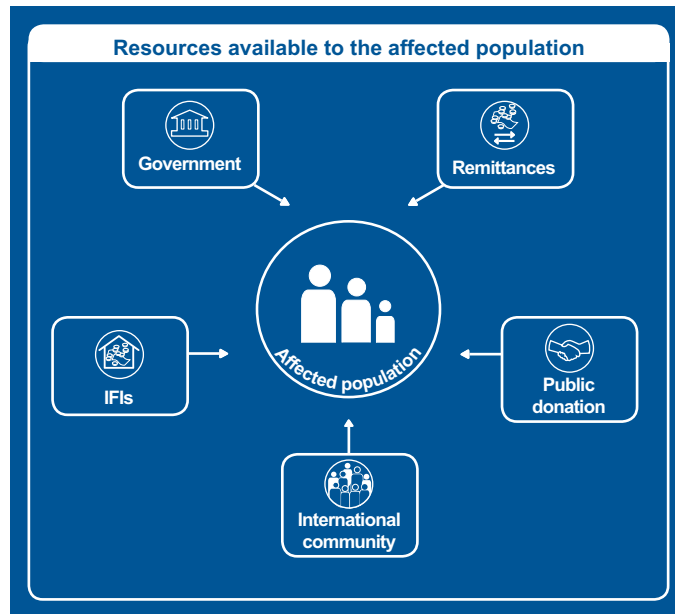 Resources available to the affected population
Government
Remittances
Affected population
IFIs
Public
donation
International
community